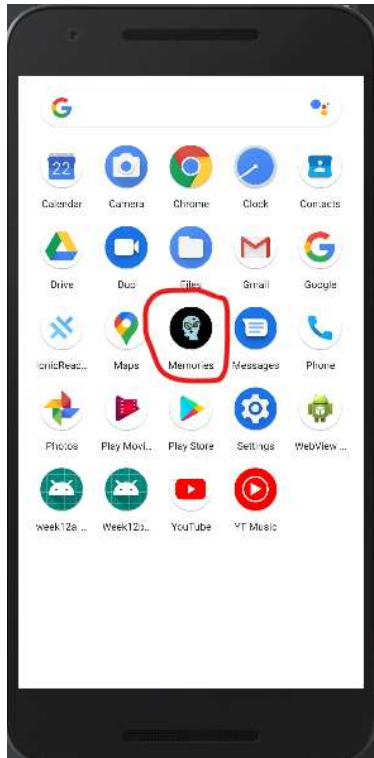 22
Calendar Camera Chrome Clock Contacts
Drive Duo Files Gmail Google
IonicReac... Maps Memories Messages Phone
Photos Play Movi... Play Store Settings WebView ...
week12a ... Week12b... YouTube YT Music